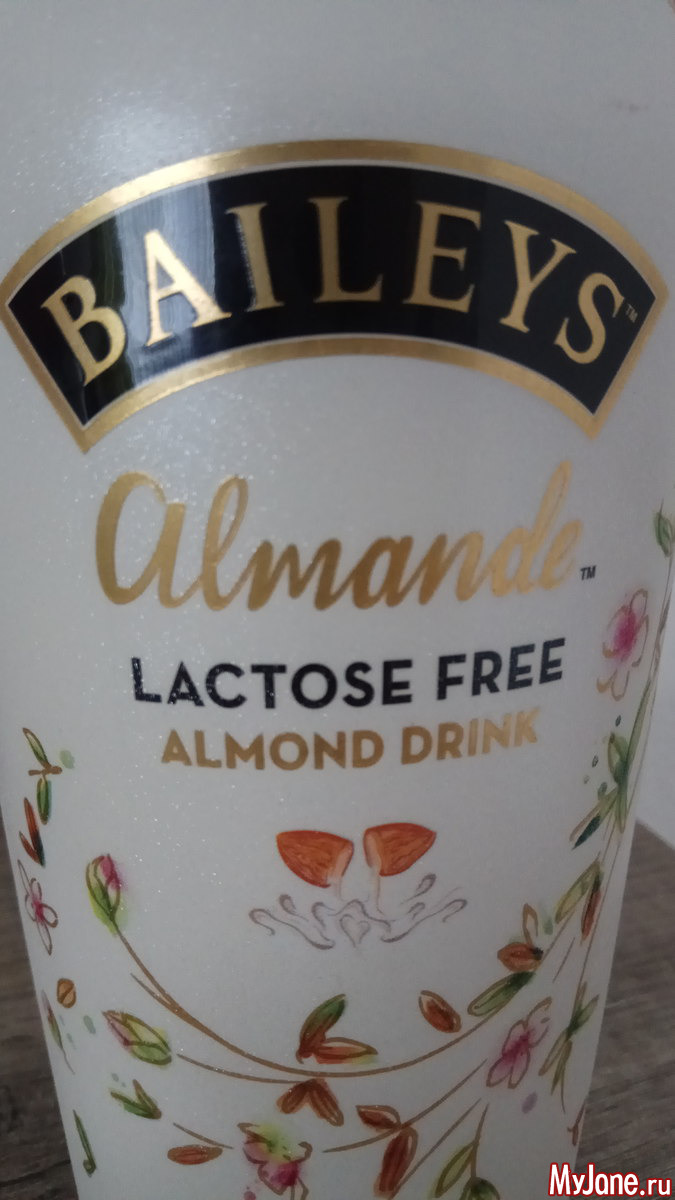 BAILEYS™
almande™
LACTOSE FREE
ALMOND DRINK
MyJane.ru